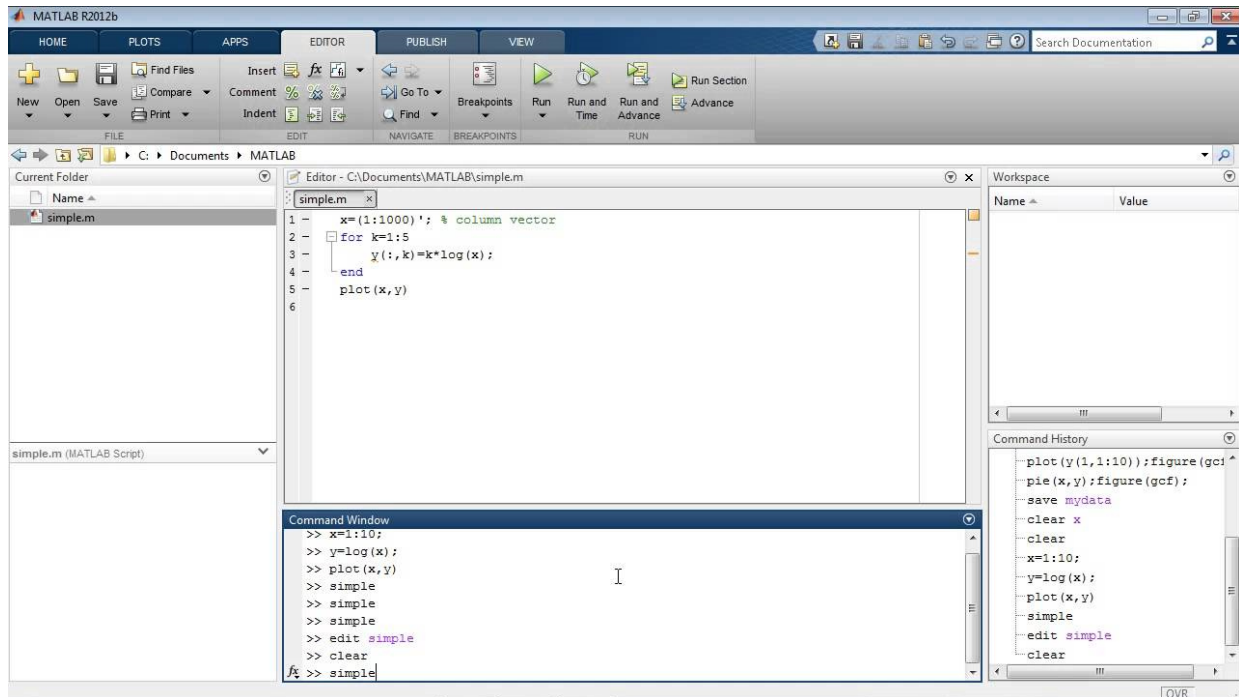 MATLAB R2012b
HOME PLOTS APPS EDITOR PUBLISH VIEW Search Documentation
New Open Save Find Files Compare Print
Insert fx
Comment
Indent
Go To
Find
Breakpoints
Run Run and Time Run and Advance
Run Section
Advance
FILE EDIT NAVIGATE BREAKPOINTS RUN
C: Documents MATLAB
Current Folder
Name
simple.m
simple.m (MATLAB Script)
Editor - C:\Documents\MATLAB\simple.m
simple.m
1 x=(1:1000)'; % column vector
2 for k=1:5
3 y(:,k)=k*log(x);
4 end
5 plot(x,y)
6
Command Window
>> x=1:10;
>> y=log(x);
>> plot(x,y)
>> simple
>> simple
>> simple
>> edit simple
>> clear
fx >> simple
Workspace
Name Value
Command History
plot(y(1,1:10));figure(gcf
pie(x,y);figure(gcf);
save mydata
clear x
clear
x=1:10;
y=log(x);
plot(x,y)
simple
edit simple
clear
OVR